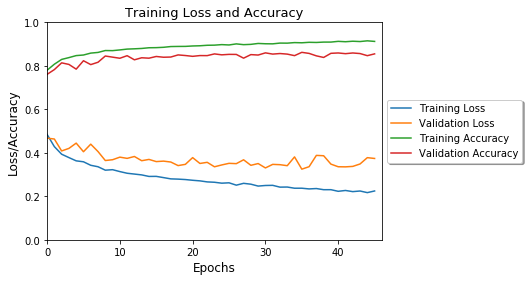 Training Loss and Accuracy
Loss/Accuracy
1.0
0.8
0.6
0.4
0.2
0.0
0
10
20
30
40
Epochs
Training Loss
Validation Loss
Training Accuracy
Validation Accuracy